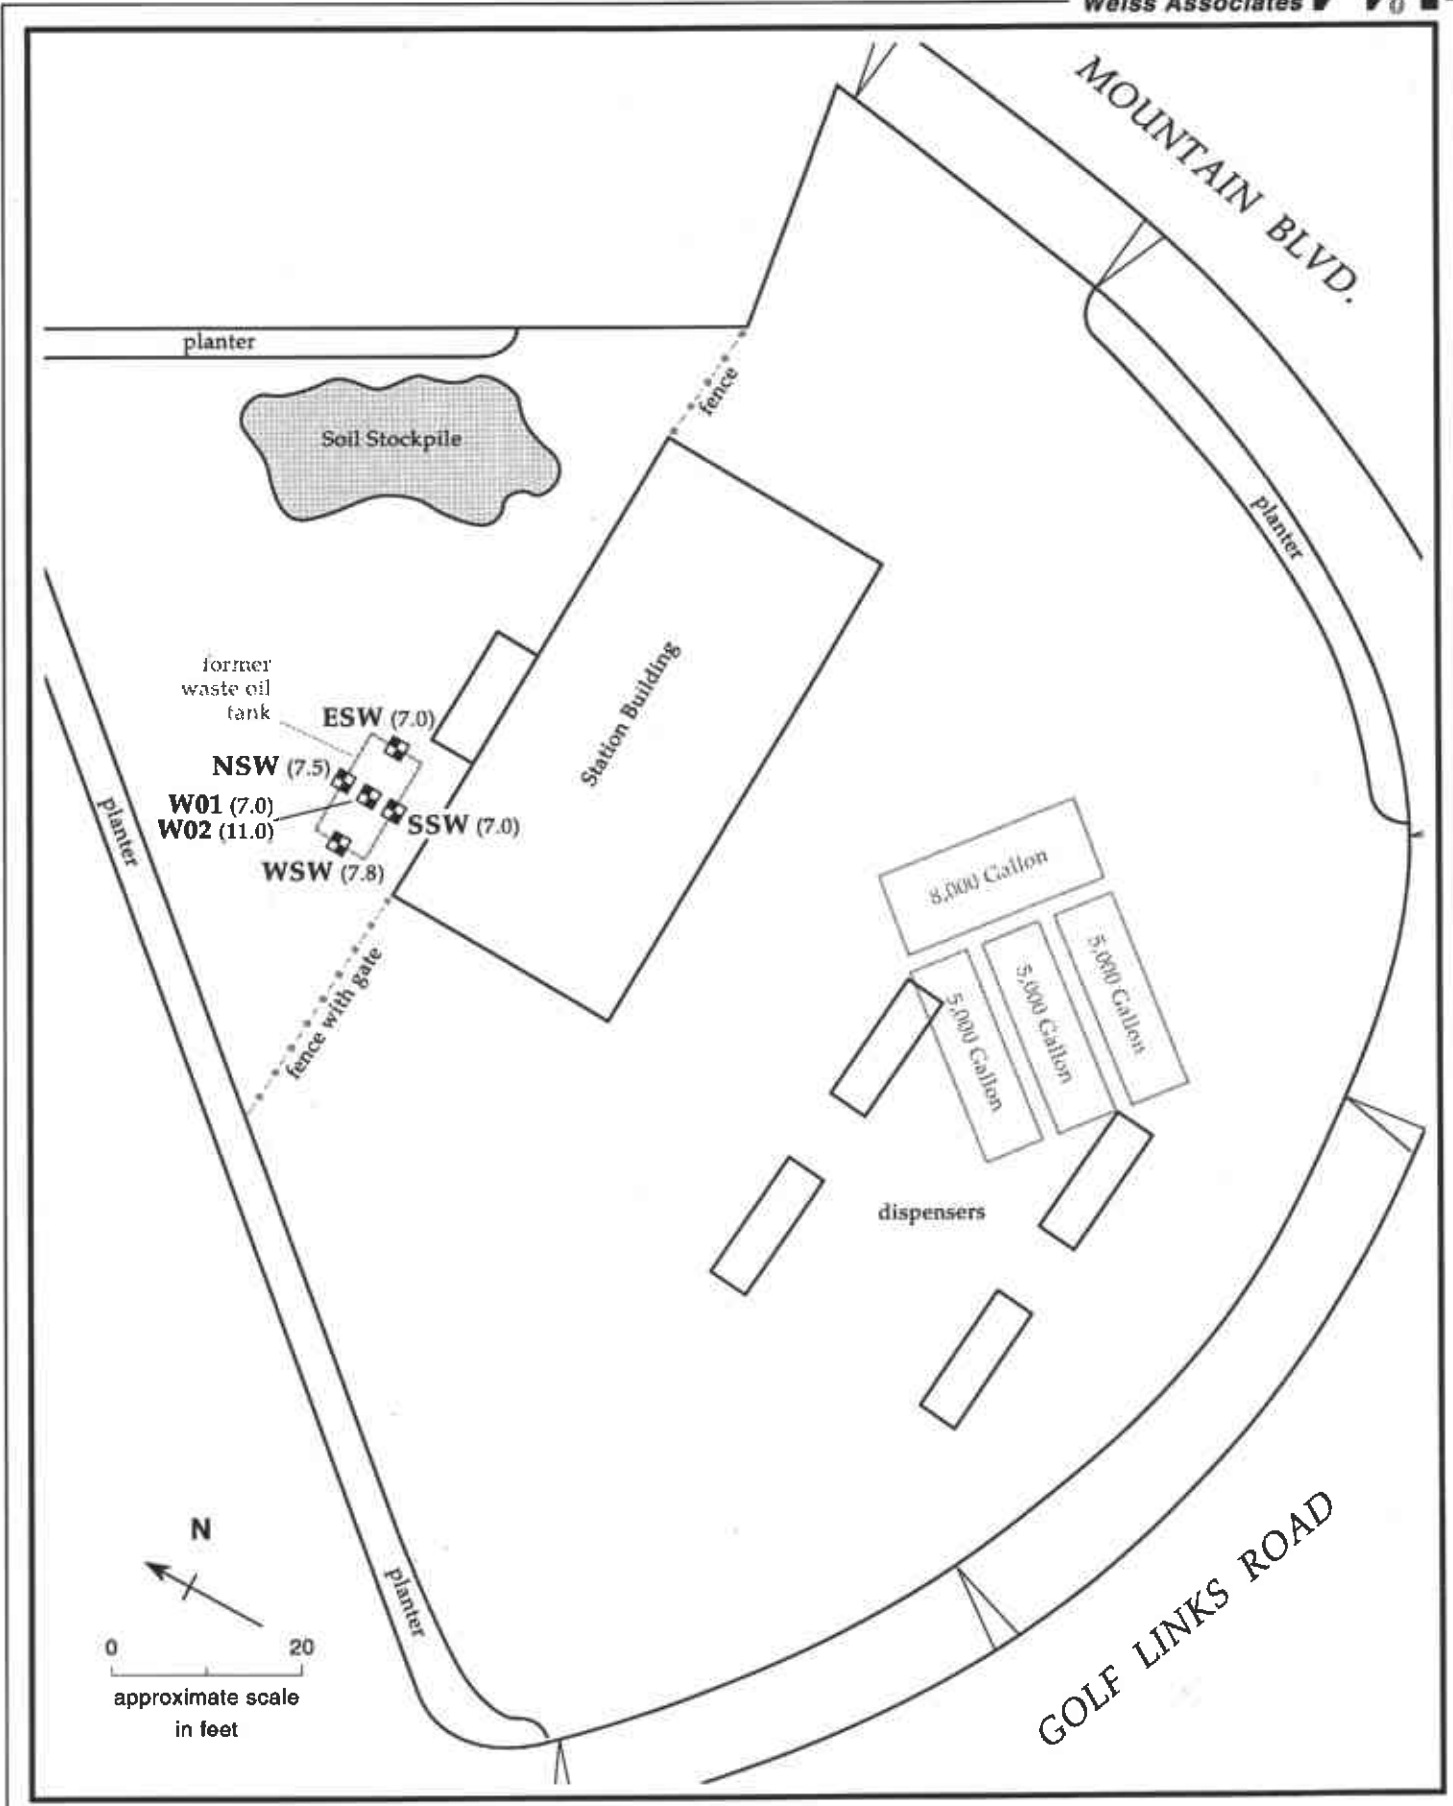 Weiss Associates
MOUNTAIN BLVD.
planter
fence
Soil Stockpile
planter
Station Building
former
waste oil
tank
ESW (7.0)
NSW (7.5)
W01 (7.0)
W02 (11.0)
SSW (7.0)
WSW (7.8)
planter
8,000 Gallon
5,000 Gallon
5,000 Gallon
5,000 Gallon
fence with gate
dispensers
N
0 20
approximate scale
in feet
planter
GOLF LINKS ROAD